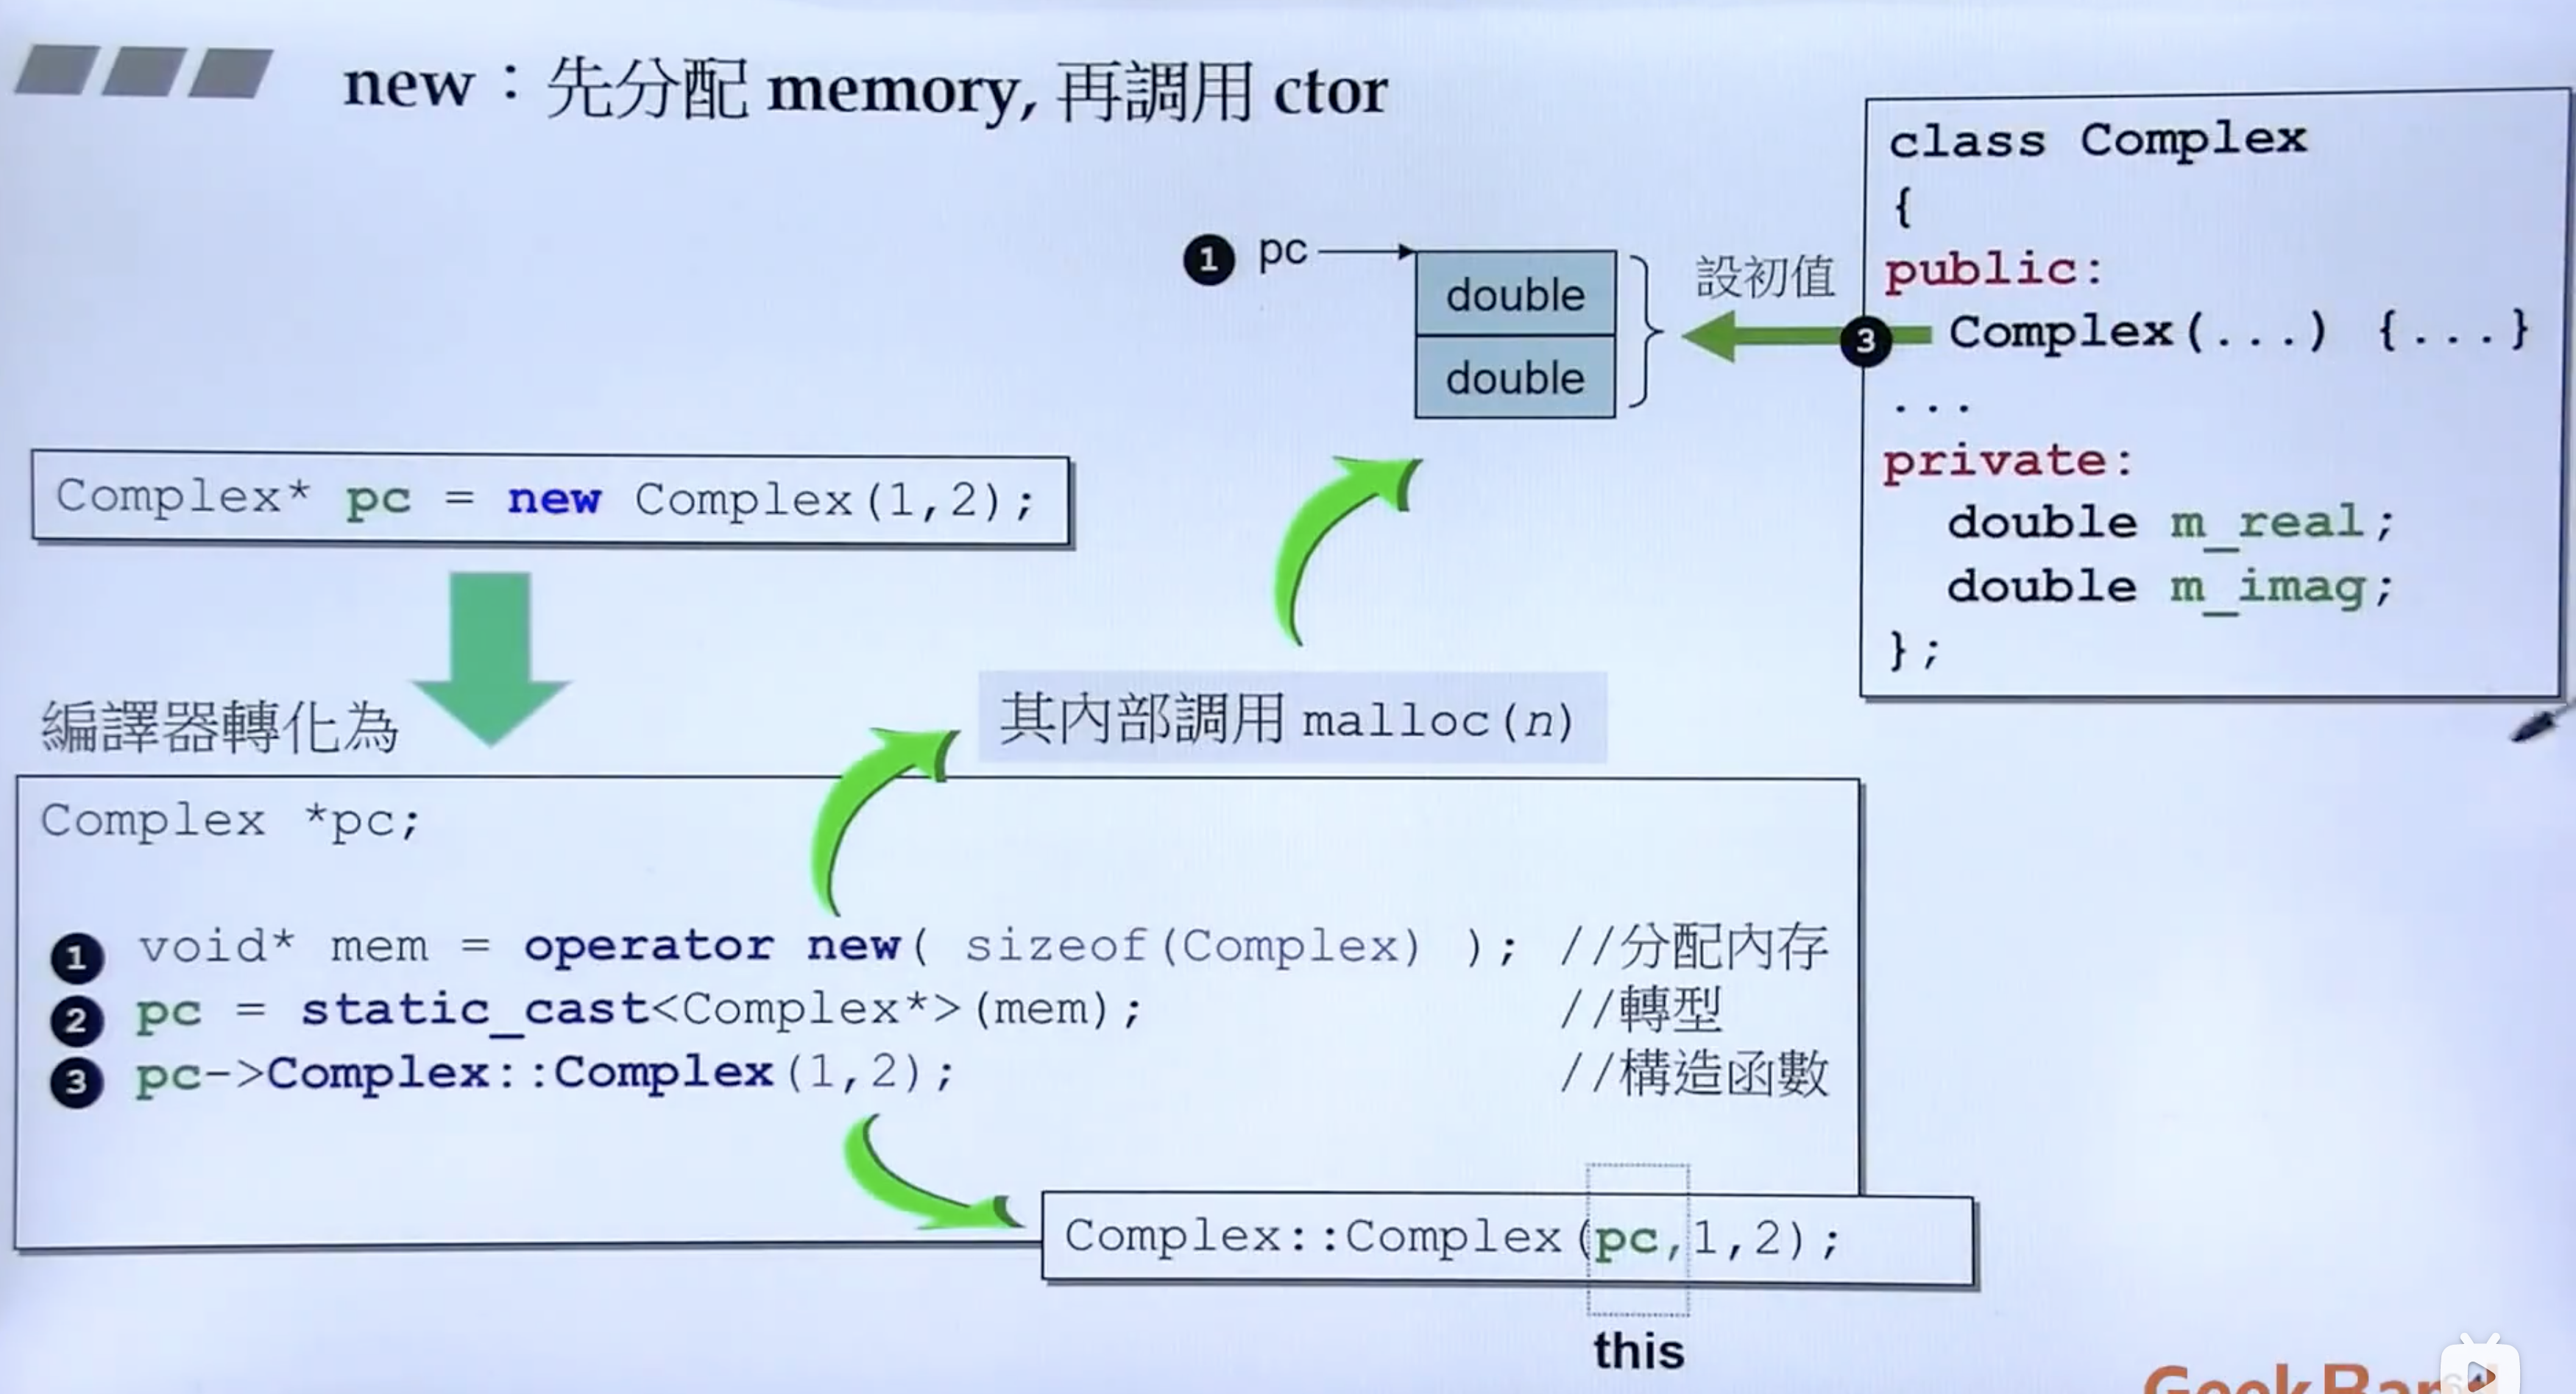 new：先分配 memory, 再調用 ctor
class Complex
{
public:
Complex(...) {...}
...
private:
double m_real;
double m_imag;
};
1 pc
double
double
設初值
3
Complex* pc = new Complex(1,2);
編譯器轉化為
其內部調用 malloc(n)
Complex *pc;
1 void* mem = operator new( sizeof(Complex) ); //分配內存
2 pc = static_cast<Complex*>(mem); //轉型
3 pc->Complex::Complex(1,2); //構造函數
Complex::Complex(pc,1,2);
this